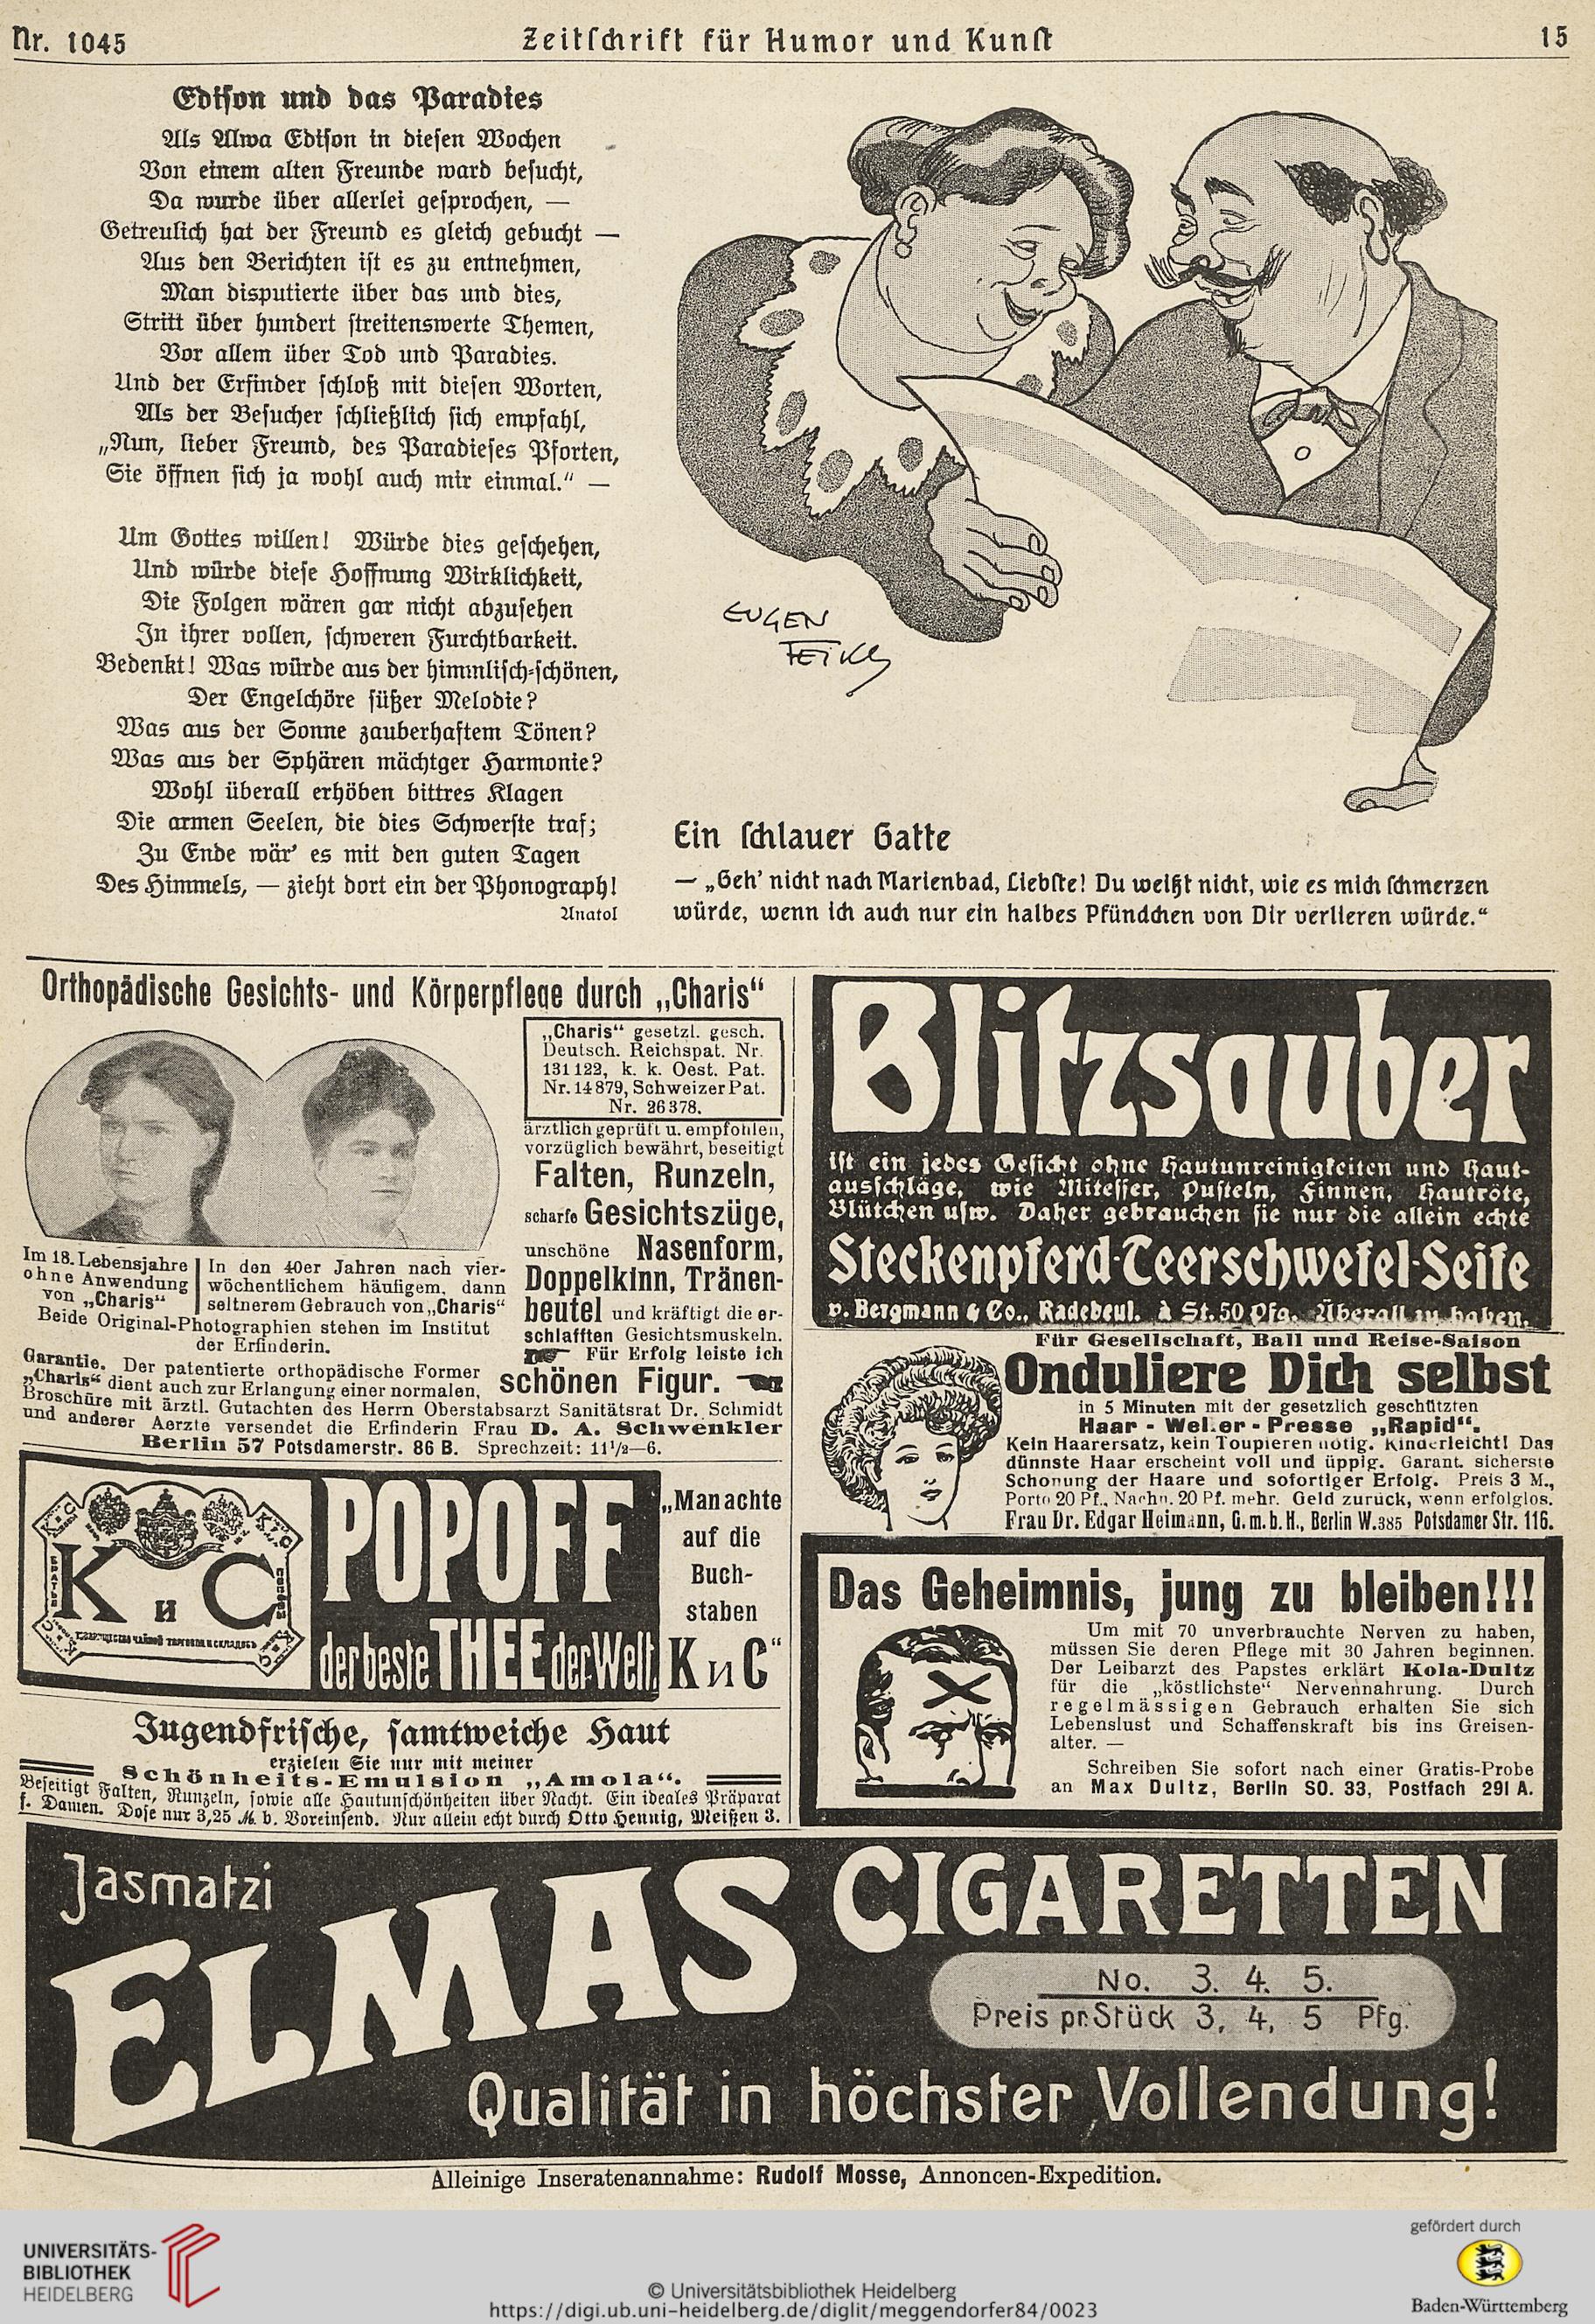 Nr. 1045
Zeitschrift für Humor und Kunst
15
Edison und das Paradies
Als Alwa Edison in diesen Wochen
Von einem alten Freunde ward besucht,
Da wurde über allerlei gesprochen, —
Getreulich hat der Freund es gleich gebucht —
Aus den Berichten ist es zu entnehmen,
Man disputierte über das und dies,
Stritt über hundert streitenswerte Themen,
Vor allem über Tod und Paradies.
Und der Erfinder schloß mit diesen Worten,
Als der Besucher schließlich sich empfahl,
„Nun, lieber Freund, des Paradieses Pforten,
Sie öffnen sich ja wohl auch mir einmal.“ —
Um Gottes willen! Würde dies geschehen,
Und würde diese Hoffnung Wirklichkeit,
Die Folgen wären gar nicht abzusehen
In ihrer vollen, schweren Furchtbarkeit.
Bedenkt! Was würde aus der himmlisch-schönen,
Der Engelchöre süßer Melodie?
Was aus der Sonne zauberhaftem Tönen?
Was aus der Sphären mächtger Harmonie?
Wohl überall erhöben bittres Klagen
Die armen Seelen, die dies Schwerste traf;
Zu Ende wär' es mit den guten Tagen
Des Himmels, — zieht dort ein der Phonograph!
Anatol
EUGEN
Ein schlauer Gatte
— „Geh' nicht nach Marienbad, Liebste! Du weißt nicht, wie es mich schmerzen
würde, wenn ich auch nur ein halbes Pfündchen von Dir verlieren würde.“
Orthopädische Gesichts- und Körperpflege durch „Charis“
„Charis“ gesetzl. gesch.
Deutsch. Reichspat. Nr.
131122, k. k. Oest. Pat.
Nr. 14879, Schweizer Pat.
Nr. 26378.
ärztlich geprüft u. empfohlen,
vorzüglich bewährt, beseitigt
Falten, Runzeln,
scharfe Gesichtszüge,
unschöne Nasenform,
Doppelkinn, Tränen-
beutel und kräftigt die er-
schlafften Gesichtsmuskeln.
Für Erfolg leiste ich
Im 18. Lebensjahre
ohne Anwendung
von „Charis“
In den 40er Jahren nach vier-
wöchentlichem häufigem, dann
seltnerem Gebrauch von „Charis“
Beide Original-Photographien stehen im Institut
der Erfinderin.
Garantie. Der patentierte orthopädische Former
„Charis“ dient auch zur Erlangung einer normalen, schönen Figur.
Broschüre mit ärztl. Gutachten des Herrn Oberstabsarzt Sanitätsrat Dr. Schmidt
und anderer Aerzte versendet die Erfinderin Frau D. A. Schwenkler
Berlin 57 Potsdamerstr. 86 B. Sprechzeit: 11½—6.
К и С
БРАТЬЯ
К и С
ПОПОВЫ
POPOFF
der beste THEE der Welt.
„Man achte
auf die
Buch-
staben
К и С“
Jugendfrische, samtweiche Haut
erzielen Sie nur mit meiner
Schönheits-Emulsion „Amola“.
Beseitigt Falten, Runzeln, sowie alle Hautunschönheiten über Nacht. Ein ideales Präparat
f. Damen. Dose nur 3,25 M. b. Voreinsend. Nur allein echt durch Otto Hennig, Meißen 3.
Blitzsauber
ist ein jedes Gesicht ohne Hautunreinigkeiten und Haut-
ausschläge, wie Mitesser, Pusteln, Finnen, Hautröte,
Blütchen usw. Daher gebrauchen sie nur die allein echte
Steckenpferd-Teerschwefel-Seife
v. Bergmann & Co., Radebeul. à St. 50 Pfg. Überall zu haben.
Für Gesellschaft, Ball und Reise-Saison
Onduliere Dich selbst
in 5 Minuten mit der gesetzlich geschützten
Haar-Weller-Presse „Rapid“.
Kein Haarersatz, kein Toupieren nötig. Kinderleicht! Das
dünnste Haar erscheint voll und üppig. Garant. sicherste
Schonung der Haare und sofortiger Erfolg. Preis 3 M.,
Porto 20 Pf., Nachn. 20 Pf. mehr. Geld zurück, wenn erfolglos.
Frau Dr. Edgar Heimann, G.m.b.H., Berlin W.385 Potsdamer Str. 116.
Das Geheimnis, jung zu bleiben!!!
Um mit 70 unverbrauchte Nerven zu haben,
müssen Sie deren Pflege mit 30 Jahren beginnen.
Der Leibarzt des Papstes erklärt Kola-Dultz
für die „köstlichste“ Nervennahrung. Durch
regelmässigen Gebrauch erhalten Sie sich
Lebenslust und Schaffenskraft bis ins Greisen-
alter. —
Schreiben Sie sofort nach einer Gratis-Probe
an Max Dultz, Berlin SO. 33, Postfach 291 A.
Jasmatzi
ELMAS CIGARETTEN
No. 3. 4. 5.
Preis pr. Stück 3, 4, 5 Pfg.
Qualität in höchster Vollendung!
Alleinige Inseratenannahme: Rudolf Mosse, Annoncen-Expedition.
UNIVERSITÄTS-
BIBLIOTHEK
HEIDELBERG
© Universitätsbibliothek Heidelberg
https://digi.ub.uni-heidelberg.de/diglit/meggendorfer84/0023
gefördert durch
Baden-Württemberg